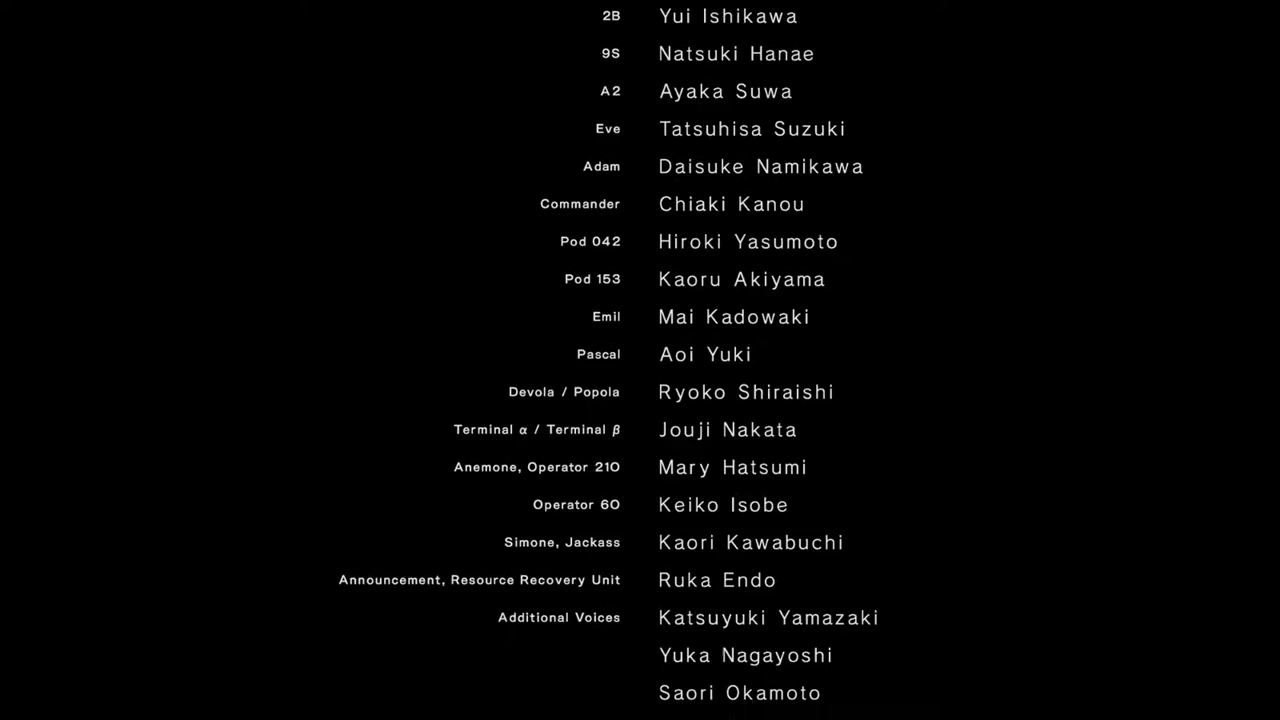 2B Yui Ishikawa
9S Natsuki Hanae
A2 Ayaka Suwa
Eve Tatsuhisa Suzuki
Adam Daisuke Namikawa
Commander Chiaki Kanou
Pod 042 Hiroki Yasumoto
Pod 153 Kaoru Akiyama
Emil Mai Kadowaki
Pascal Aoi Yuki
Devola / Popola Ryoko Shiraishi
Terminal α / Terminal β Jouji Nakata
Anemone, Operator 21O Mary Hatsumi
Operator 6O Keiko Isobe
Simone, Jackass Kaori Kawabuchi
Announcement, Resource Recovery Unit Ruka Endo
Additional Voices Katsuyuki Yamazaki
Yuka Nagayoshi
Saori Okamoto